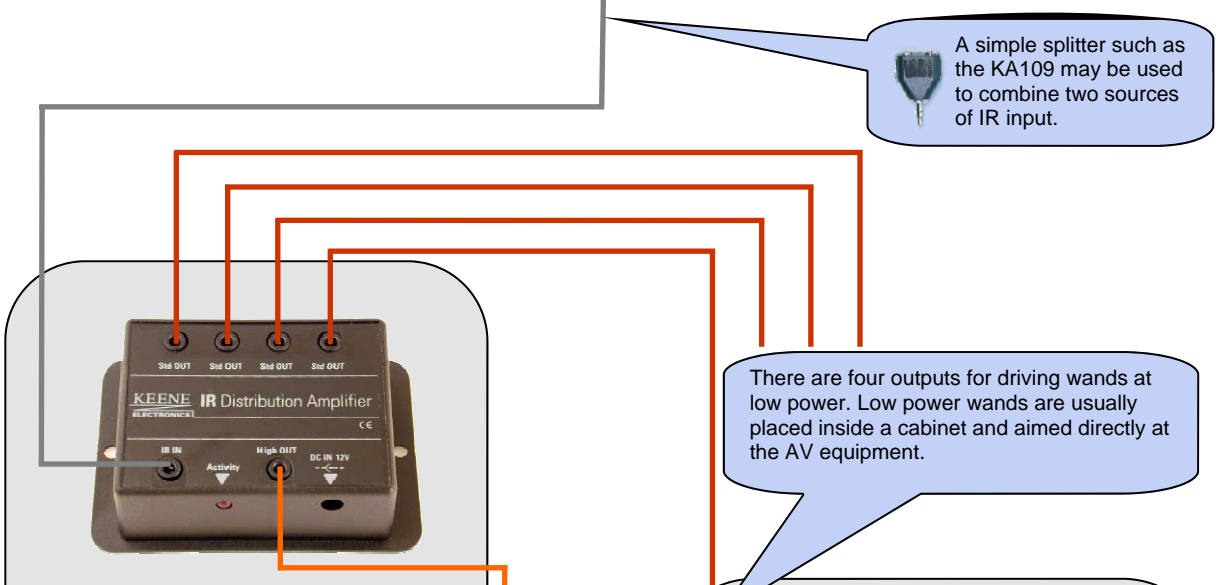 A simple splitter such as
the KA109 may be used
to combine two sources
of IR input.
Std OUT Std OUT Std OUT Std OUT
KEENE IR Distribution Amplifier
ELECTRONICS
CE
IR IN Activity High OUT DC IN 12V
There are four outputs for driving wands at
low power. Low power wands are usually
placed inside a cabinet and aimed directly at
the AV equipment.